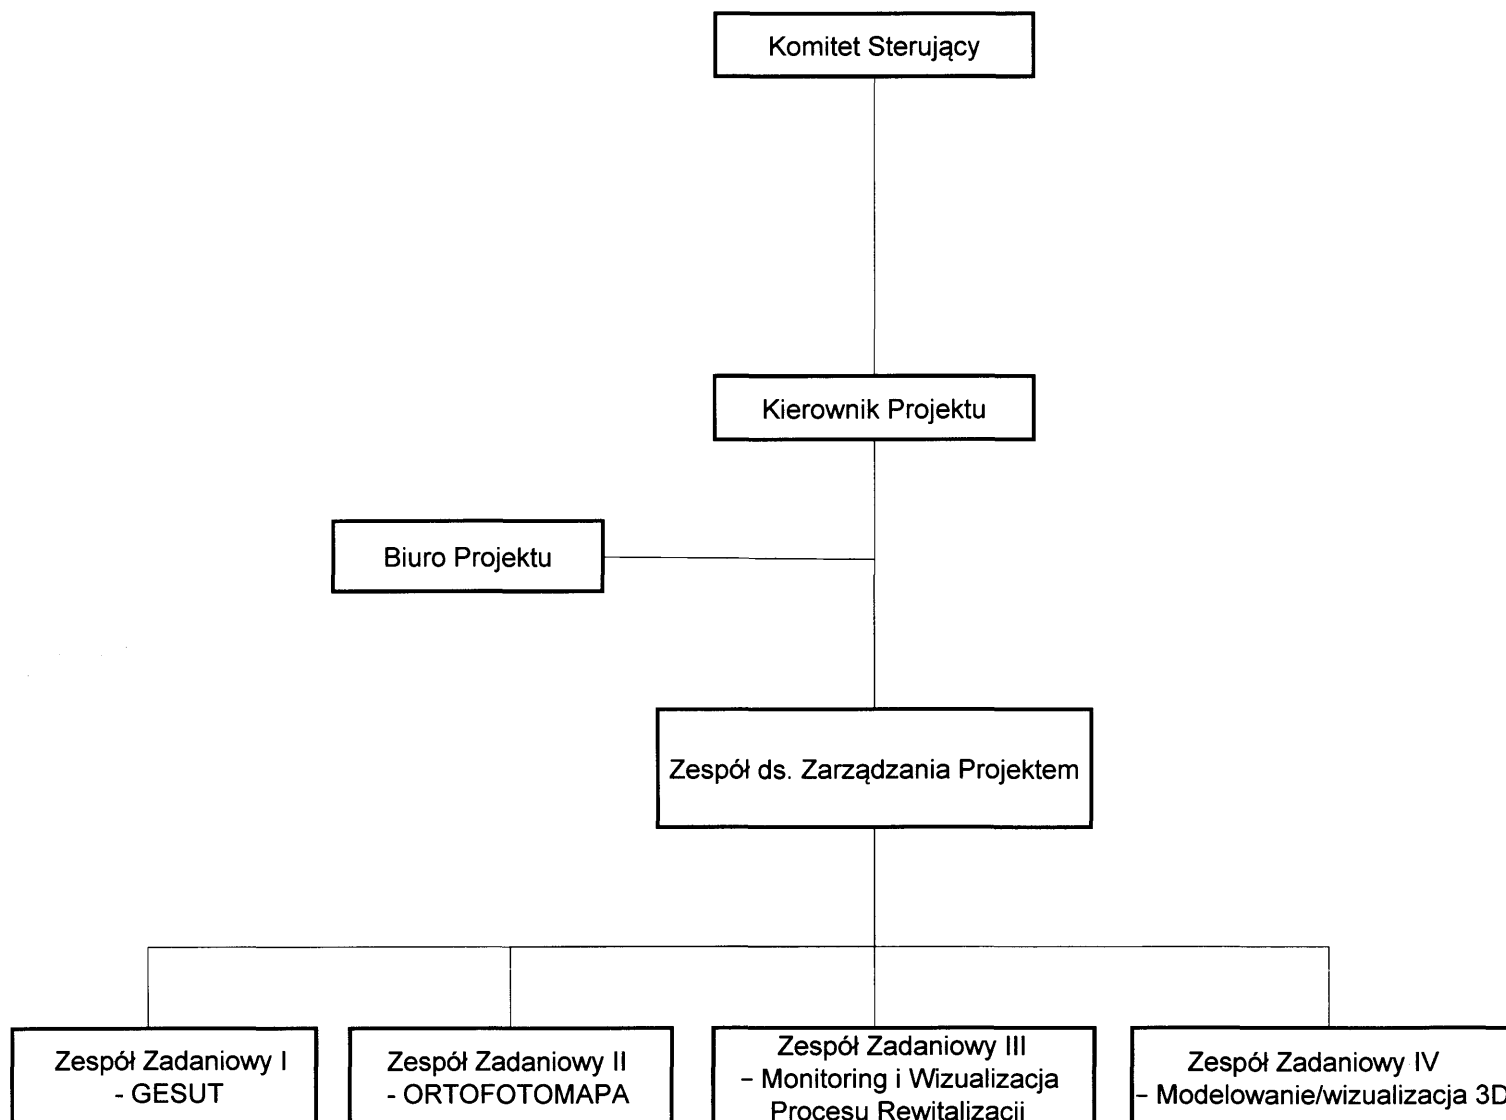 Komitet Sterujący
Kierownik Projektu
Biuro Projektu
Zespół ds. Zarządzania Projektem
Zespół Zadaniowy I
- GESUT
Zespół Zadaniowy II
- ORTOFOTOMAPA
Zespół Zadaniowy III
– Monitoring i Wizualizacja
Procesu Rewitalizacji
Zespół Zadaniowy IV
– Modelowanie/wizualizacja 3D